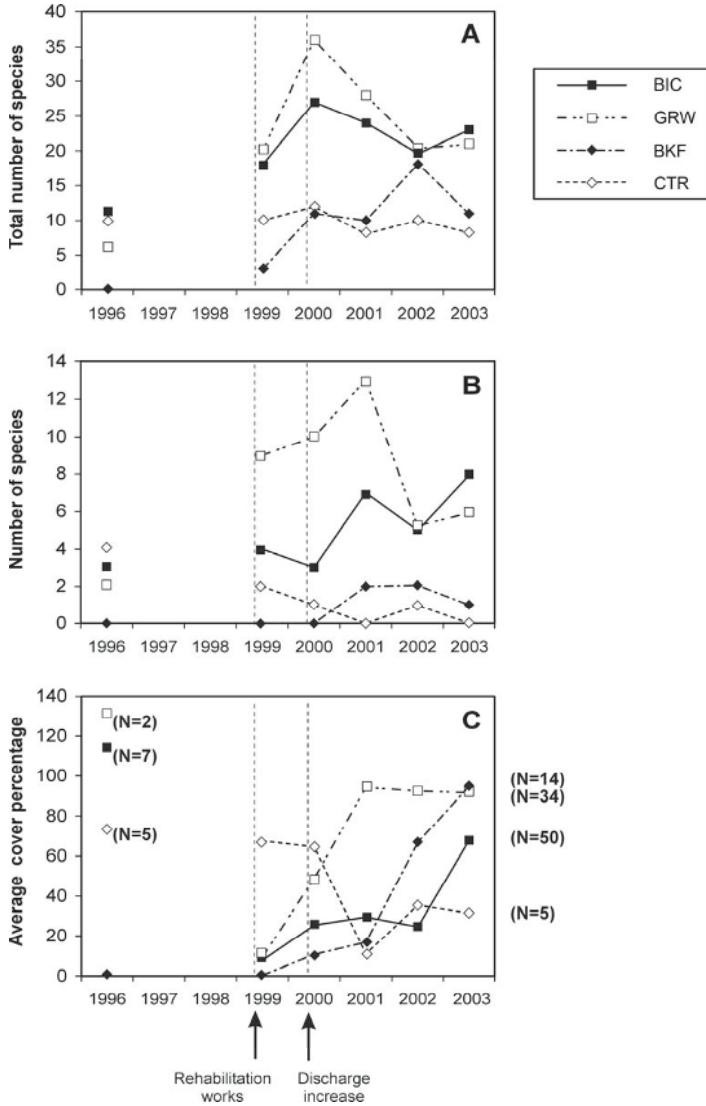 40
35
30
25
20
15
10
5
0
Total number of species
A
1996 1997 1998 1999 2000 2001 2002 2003
BIC
GRW
BKF
CTR
14
12
10
8
6
4
2
0
Number of species
B
1996 1997 1998 1999 2000 2001 2002 2003
140
120
100
80
60
40
20
0
Average cover percentage
C
(N=2)
(N=7)
(N=5)
(N=14)
(N=34)
(N=50)
(N=5)
1996 1997 1998 1999 2000 2001 2002 2003
Rehabilitation
works
Discharge
increase